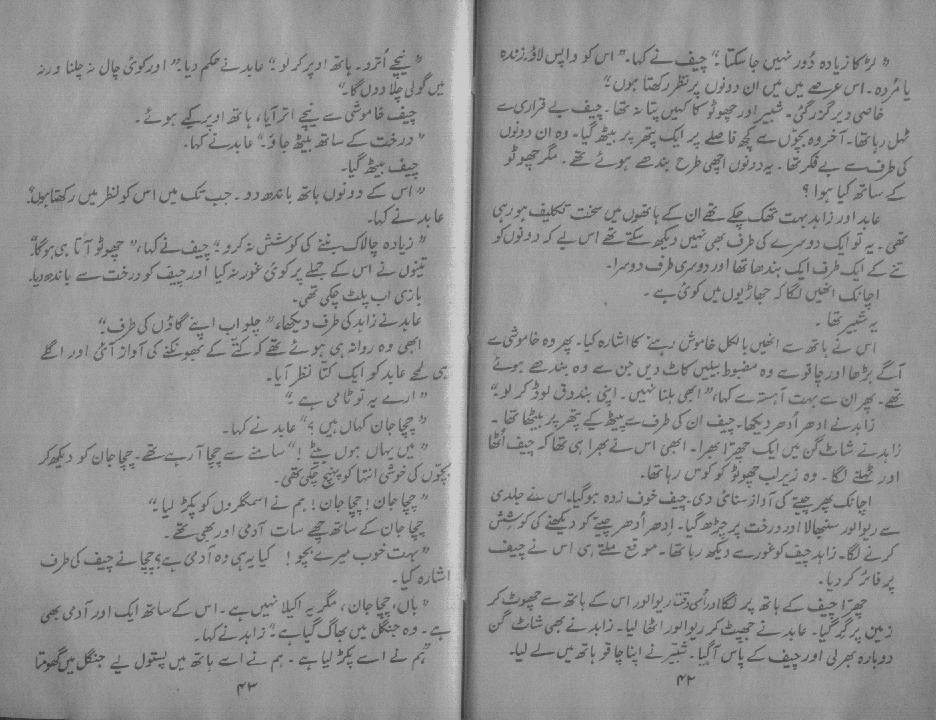 ”لڑکا زیادہ دُور نہیں جا سکتا۔“ چیف نے کہا۔ ”اس کو واپس لاؤ، زندہ
یا مُردہ۔ اس عرصے میں میں ان دونوں پر نظر رکھتا ہوں۔“
خاصی دیر گزر گئی۔ شبیر اور چھوٹو کا کہیں پتا نہ تھا۔ چیف بے قراری سے
ٹہل رہا تھا۔ آخر وہ بچّوں سے کچھ فاصلے پر ایک پتھر پر بیٹھ گیا۔ وہ ان دونوں
کی طرف سے بے فکر تھا۔ یہ دونوں اچھی طرح بندھے ہوئے تھے۔ مگر چھوٹو
کے ساتھ کیا ہوا؟
عابد اور زاہد بہت تھک چکے تھے ان کے ہاتھوں میں سخت تکلیف ہو رہی
تھی۔ یہ تو ایک دوسرے کی طرف بھی نہیں دیکھ سکتے تھے اس لیے کہ دونوں کو
تنے کے ایک طرف ایک بندھا تھا اور دوسری طرف دوسرا۔
اچانک انھیں لگا کہ جھاڑیوں میں کوئی ہے۔
یہ شبیر تھا۔
اس نے ہاتھ سے انھیں بالکل خاموش رہنے کا اشارہ کیا۔ پھر وہ خاموشی سے
آگے بڑھا اور چاقو سے وہ مضبوط بیلیں کاٹ دیں جن سے وہ بندھے ہوئے
تھے۔ پھر ان سے بہت آہستہ سے کہا، ”ابھی ہلنا نہیں۔ اپنی بندوق لوڈ کر لو۔“
زاہد نے ادھر اُدھر دیکھا۔ چیف ان کی طرف سے پیٹھ کیے پتھر پر بیٹھا تھا۔
زاہد نے شاٹ گن میں ایک چھرّا بھرا۔ ابھی اس نے بھرا ہی تھا کہ چیف اُٹھا
اور ٹہلنے لگا۔ وہ زیرِ لب چھوٹو کو کوس رہا تھا۔
اچانک پھر چیتے کی آواز سنائی دی۔ چیف خوف زدہ ہو گیا۔ اس نے جلدی
سے ریوالور سنبھالا اور درخت پر چڑھ گیا۔ اِدھر اُدھر چیتے کو دیکھنے کی کوشش
کرنے لگا۔ زاہد چیف کو غور سے دیکھ رہا تھا۔ موقع ملتے ہی اس نے چیف
پر فائر کر دیا۔
چھرّا چیف کے ہاتھ پر لگا اور اُسی وقت ریوالور اس کے ہاتھ سے چھوٹ کر
زمین پر گر گیا۔ عابد نے جھپٹ کر ریوالور اٹھا لیا۔ زاہد نے بھی شاٹ گن
دوبارہ بھر لی اور چیف کے پاس آ گیا۔ شبیر نے اپنا چاقو ہاتھ میں لے لیا۔
۴۲
”نیچے اُترو۔ ہاتھ اوپر کر لو۔“ عابد نے حکم دیا۔ ”اور کوئی چال نہ چلنا ورنہ
میں گولی چلا دوں گا۔“
چیف خاموشی سے نیچے اتر آیا، ہاتھ اوپر کیے ہوئے۔
”درخت کے ساتھ بیٹھ جاؤ۔“ عابد نے کہا۔
چیف بیٹھ گیا۔
”اس کے دونوں ہاتھ باندھ دو۔ جب تک میں اس کو نظر میں رکھتا ہوں۔“
عابد نے کہا۔
”زیادہ چالاک بننے کی کوشش نہ کرو۔“ چیف نے کہا، ”چھوٹو آتا ہی ہو گا۔“
تینوں نے اس کے جملے پر کوئی غور نہ کیا اور چیف کو درخت سے باندھ دیا۔
بازی اب پلٹ چکی تھی۔
عابد نے زاہد کی طرف دیکھا، ”چلو اب اپنے گاؤں کی طرف۔“
ابھی وہ روانہ ہی ہوئے تھے کہ کتے کے بھونکنے کی آواز آئی اور اگلے
ہی لمحے عابد کو ایک کتّا نظر آیا۔
”ارے یہ تو ٹامی ہے۔“
”چچا جان کہاں ہیں؟“ عابد نے کہا۔
”میں یہاں ہوں بیٹے!“ سامنے سے چچا آ رہے تھے۔ چچا جان کو دیکھ کر
بچّوں کی خوشی انتہا کو پہنچ چکی تھی۔
”چچا جان! چچا جان! ہم نے اسمگلروں کو پکڑ لیا۔“
چچا جان کے ساتھ چھے سات آدمی اور بھی تھے۔
”بہت خوب میرے بچّو! کیا یہ ہی وہ آدمی ہے؟“ چچا نے چیف کی طرف
اشارہ کیا۔
”ہاں، چچا جان، مگر یہ اکیلا نہیں ہے۔ اس کے ساتھ ایک اور آدمی بھی
ہے۔ وہ جنگل میں بھاگ گیا ہے۔“ زاہد نے کہا۔
”ہم نے اسے پکڑ لیا ہے۔ ہم نے اسے ہاتھ میں پستول لیے جنگل میں گھومتا
۴۳